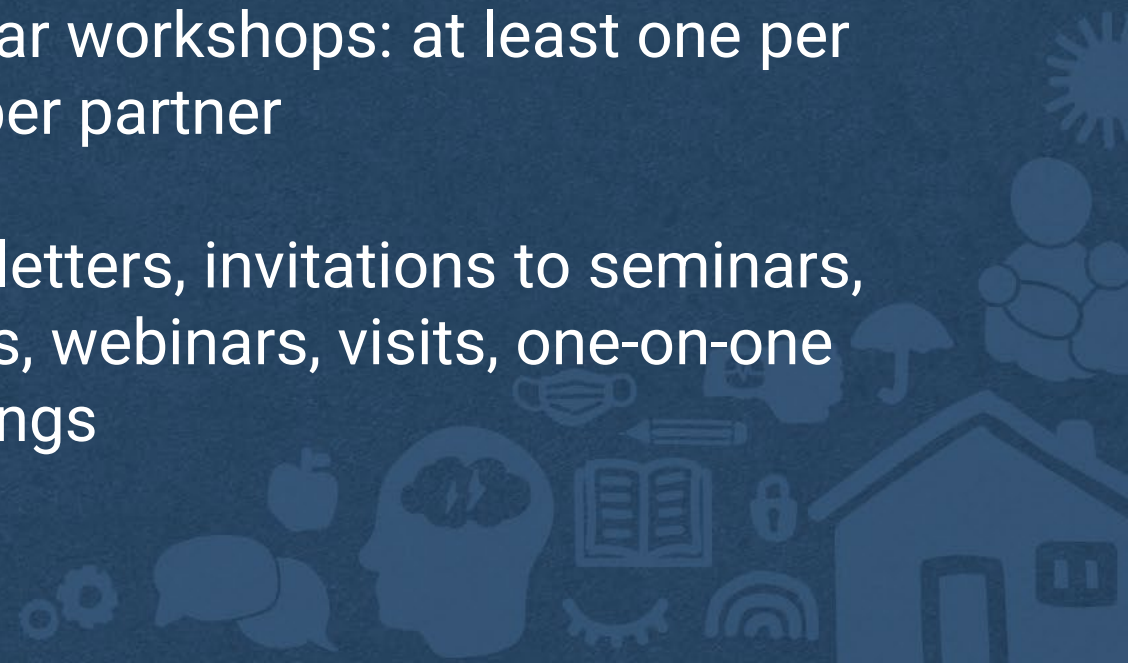 ar workshops: at least one per
per partner
letters, invitations to seminars,
s, webinars, visits, one-on-one
ngs